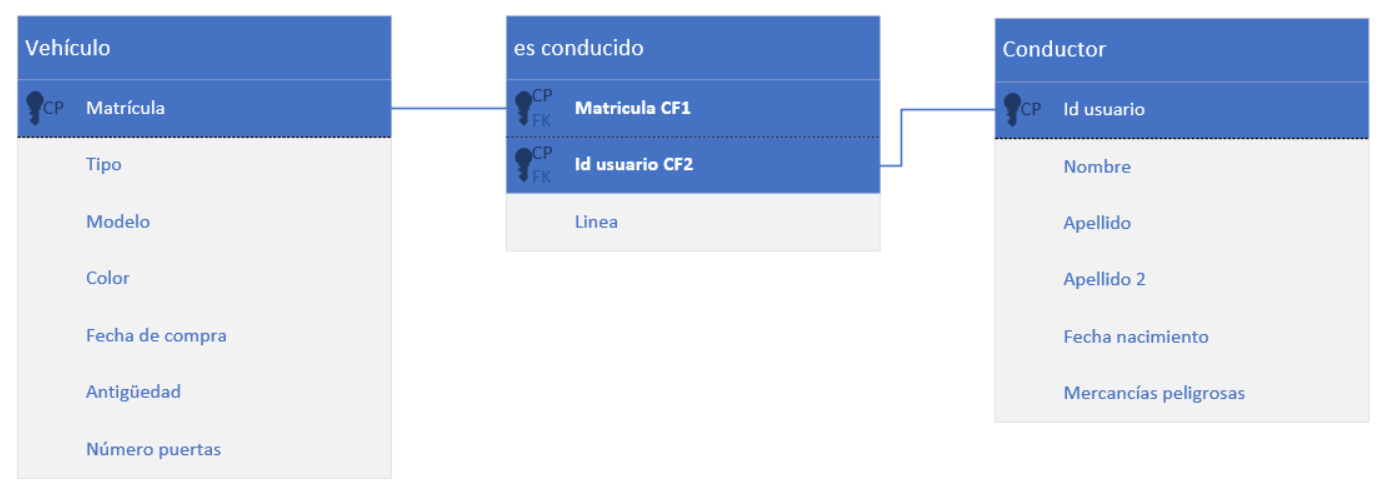 Vehículo
CP Matrícula
Tipo
Modelo
Color
Fecha de compra
Antigüedad
Número puertas
es conducido
CP
FK
Matricula CF1
CP
FK
Id usuario CF2
Linea
Conductor
CP Id usuario
Nombre
Apellido
Apellido 2
Fecha nacimiento
Mercancías peligrosas